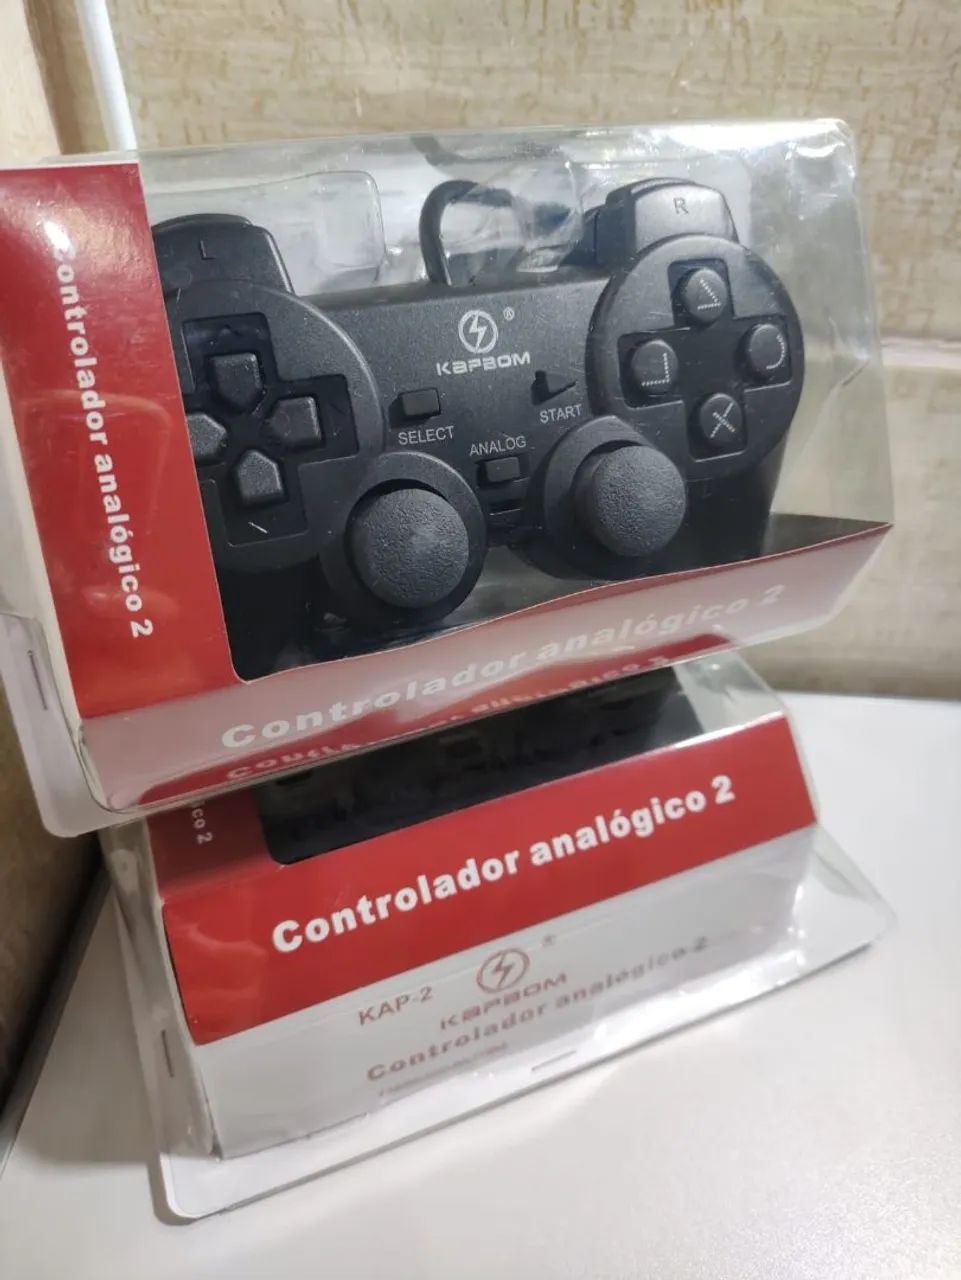 Controlador analógico 2
L
R
®
KAPBOM
SELECT
START
ANALOG
Controlador analógico 2
Controlador analógico 2
KAP-2
®
KAPBOM
Controlador analógico 2